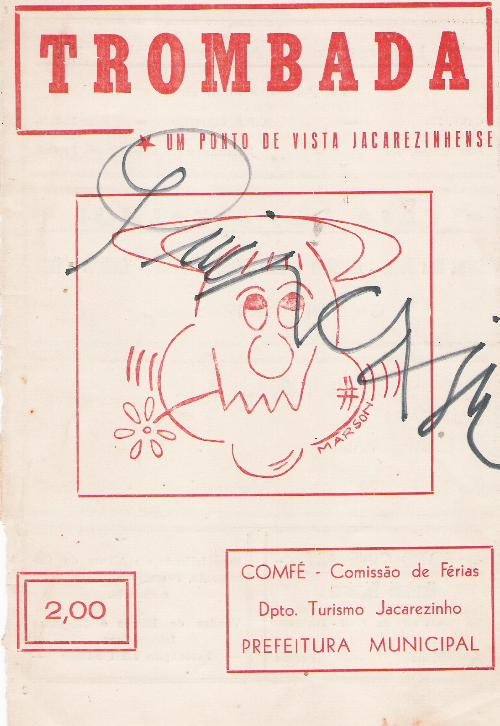 TROMBADA
★ UM PONTO DE VISTA JACAREZINHENSE
MARSON
2,00
COMFÉ - Comissão de Férias
Dpto. Turismo Jacarezinho
PREFEITURA MUNICIPAL